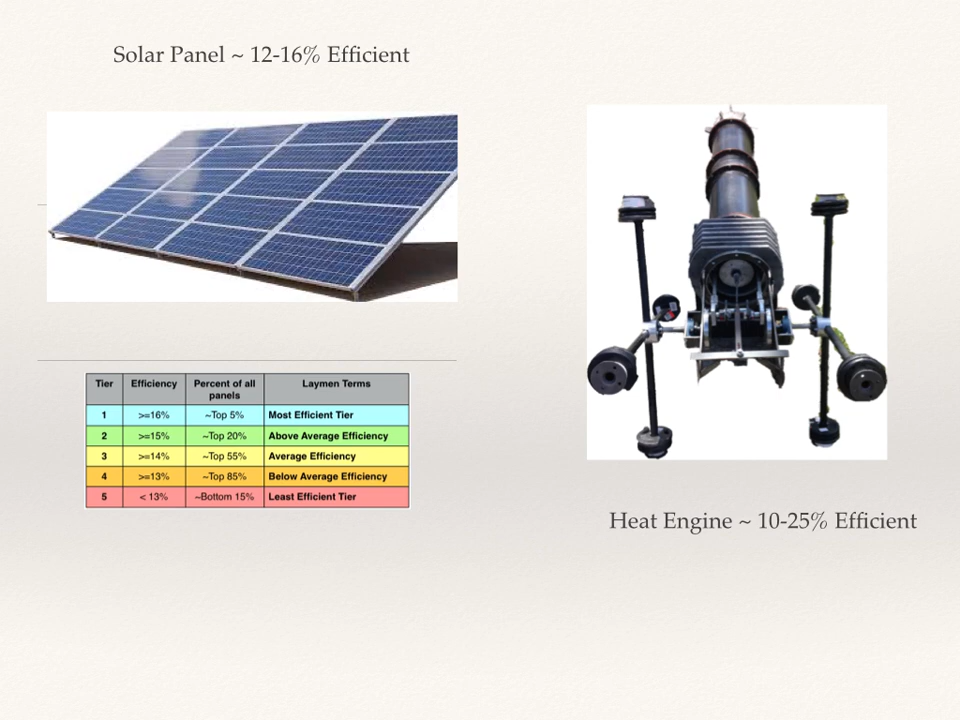 Solar Panel ~ 12-16% Efficient
Tier Efficiency Percent of all panels Laymen Terms
1 >=16% ~Top 5% Most Efficient Tier
2 >=15% ~Top 20% Above Average Efficiency
3 >=14% ~Top 55% Average Efficiency
4 >=13% ~Top 85% Below Average Efficiency
5 < 13% ~Bottom 15% Least Efficient Tier
Heat Engine ~ 10-25% Efficient